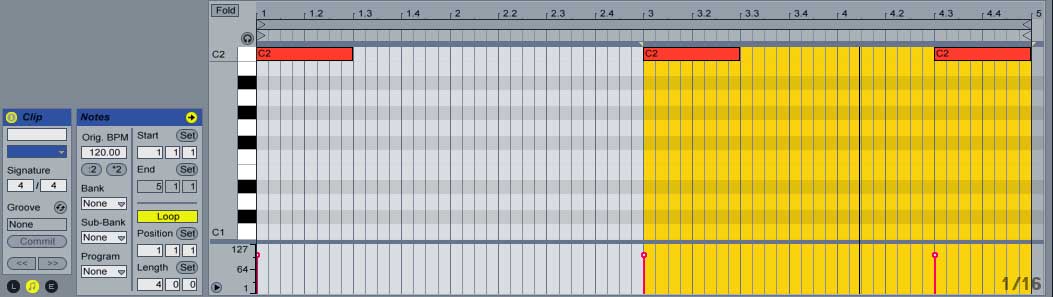 Fold
1 1.2 1.3 1.4 2 2.2 2.3 2.4 3 3.2 3.3 3.4 4 4.2 4.3 4.4 5
C2
C2 C2 C2
Clip
Notes
Orig. BPM
120.00
:2 *2
Signature
4 / 4
Bank
None
Groove
None
Sub-Bank
None
Commit
Program
None
<< >>
L E
Start Set
1 1 1
End Set
5 1 1
Loop
Position Set
1 1 1
Length Set
4 0 0
C1
127
64
1
1/16